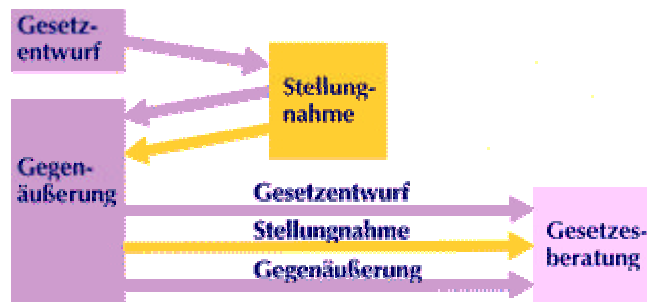 Gesetz-
entwurf
Stellung-
nahme
Gegen-
äußerung
Gesetzentwurf
Stellungnahme
Gegenäußerung
Gesetzes-
beratung